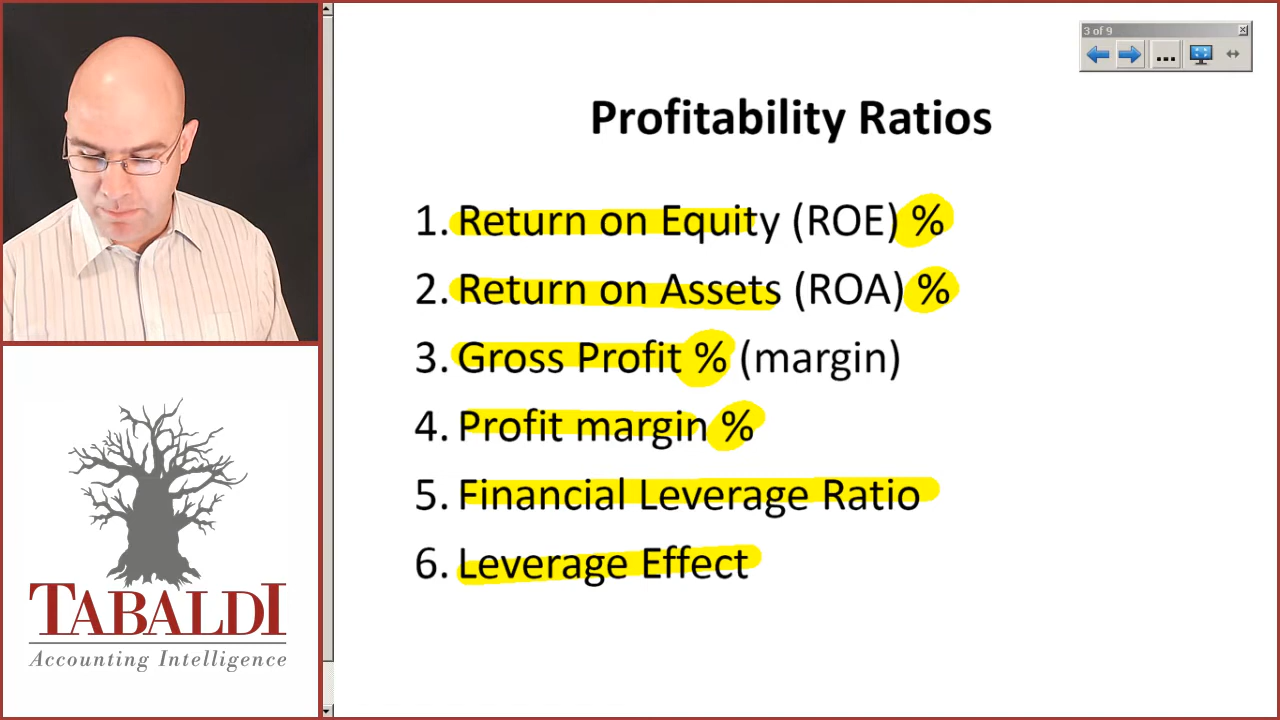 3 of 9
Profitability Ratios
1. Return on Equity (ROE) %
2. Return on Assets (ROA) %
3. Gross Profit % (margin)
4. Profit margin %
5. Financial Leverage Ratio
6. Leverage Effect
TABALDI
Accounting Intelligence